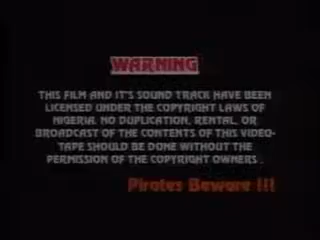 WARNING
THIS FILM AND IT'S SOUND TRACK HAVE BEEN
LICENSED UNDER THE COPYRIGHT LAWS OF
NIGERIA. NO DUPLICATION, RENTAL, OR
BROADCAST OF THE CONTENTS OF THIS VIDEO-
TAPE SHOULD BE DONE WITHOUT THE
PERMISSION OF THE COPYRIGHT OWNERS .
Pirates Beware !!!